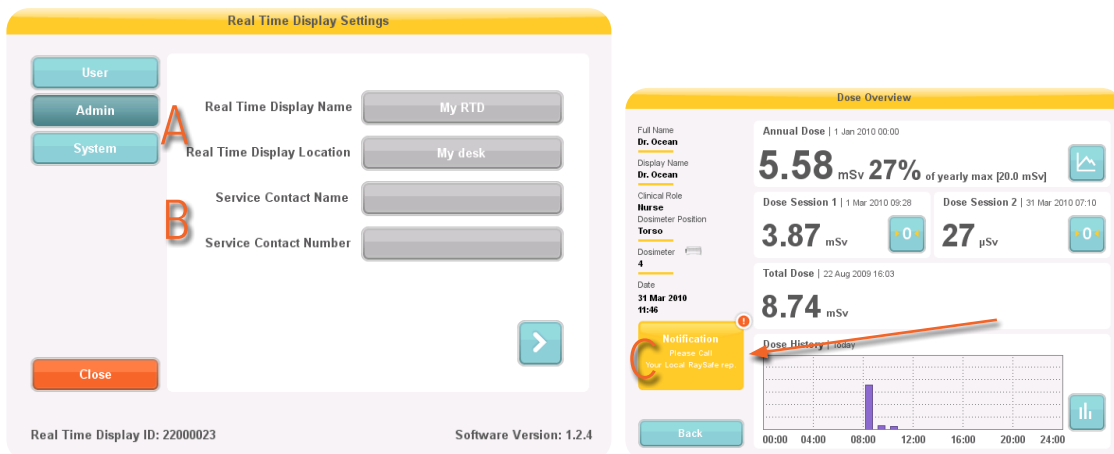 Real Time Display Settings
User
Admin
System
A
B
Real Time Display Name
My RTD
Real Time Display Location
My desk
Service Contact Name
Service Contact Number
Close
Real Time Display ID: 22000023
Software Version: 1.2.4
Dose Overview
Full Name
Dr. Ocean
Display Name
Dr. Ocean
Clinical Role
Nurse
Dosimeter Position
Torso
Dosimeter
4
Date
31 Mar 2010
11:46
!
C
Notification
Please Call
Your Local RaySafe rep.
Back
Annual Dose | 1 Jan 2010 00:00
5.58 mSv 27% of yearly max [20.0 mSv]
Dose Session 1 | 1 Mar 2010 09:28
3.87 mSv
0
Dose Session 2 | 31 Mar 2010 07:10
27 µSv
0
Total Dose | 22 Aug 2009 16:03
8.74 mSv
Dose History | Today
00:00 04:00 08:00 12:00 16:00 20:00 24:00